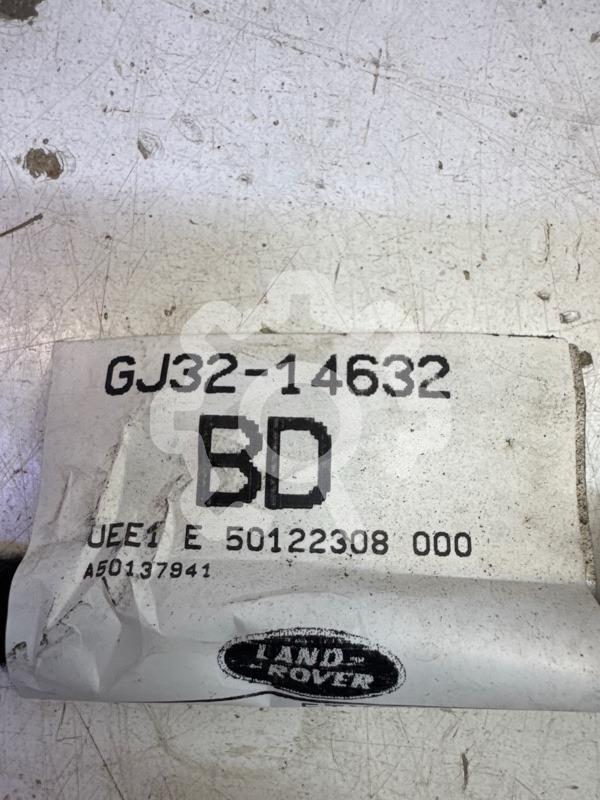 GJ32-14632
BD
UEE1 E 50122308 000
A50137941
LAND-
-ROVER